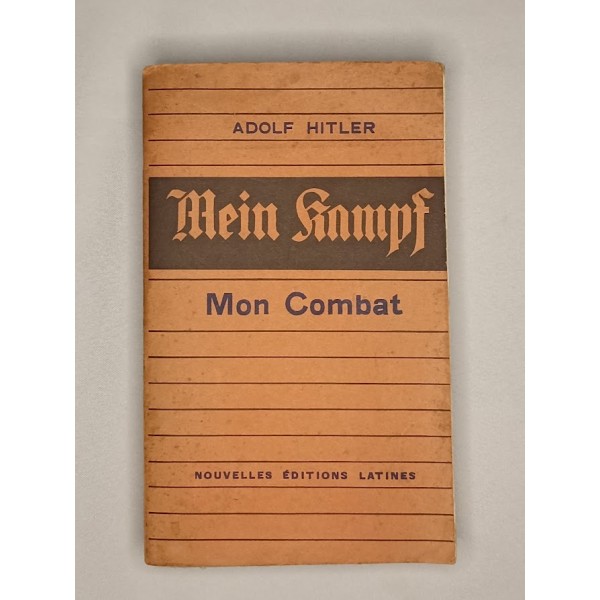 ADOLF HITLER
Mein Kampf
Mon Combat
NOUVELLES ÉDITIONS LATINES